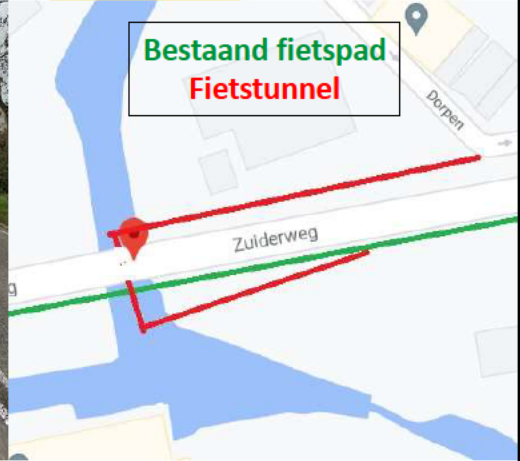 Bestaand fietspad
Fietstunnel
Dorpen
Zuiderweg
g